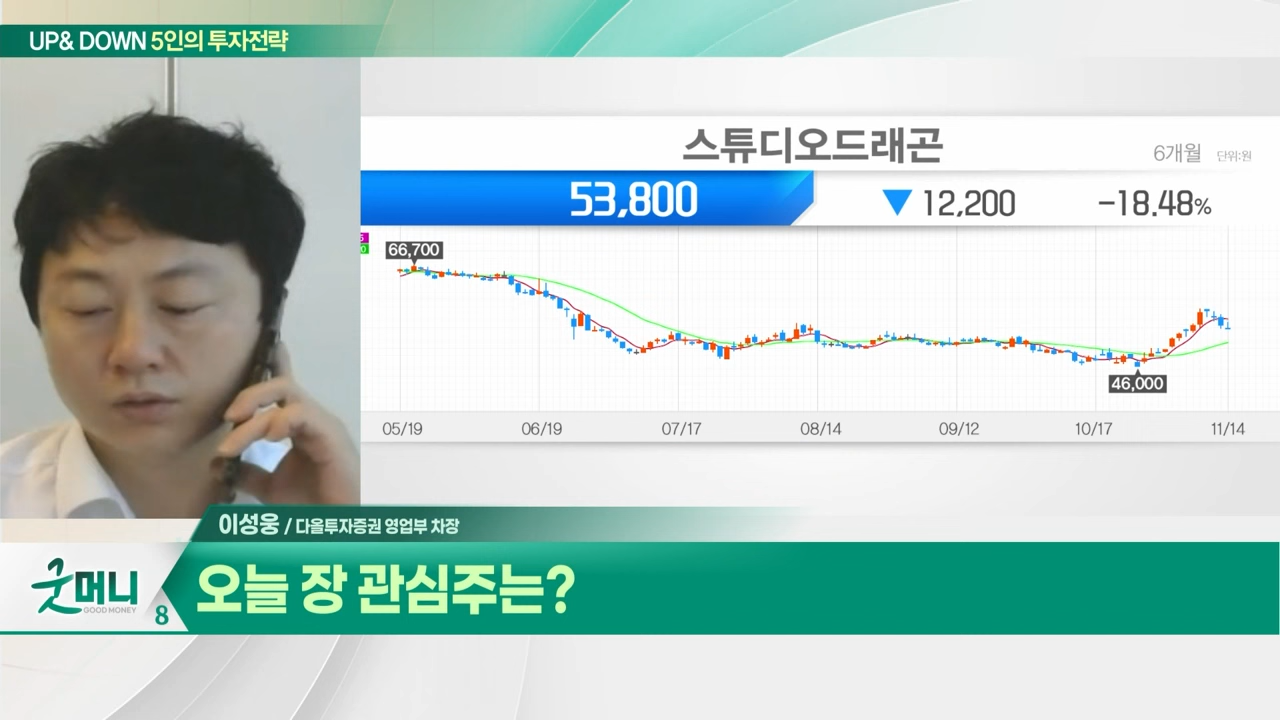 UP& DOWN 5인의 투자전략
스튜디오드래곤
6개월 단위:원
53,800 ▼ 12,200 -18.48%
66,700
46,000
05/19 06/19 07/17 08/14 09/12 10/17 11/14
이성웅 / 다올투자증권 영업부 차장
굿머니
GOOD MONEY
8
오늘 장 관심주는?